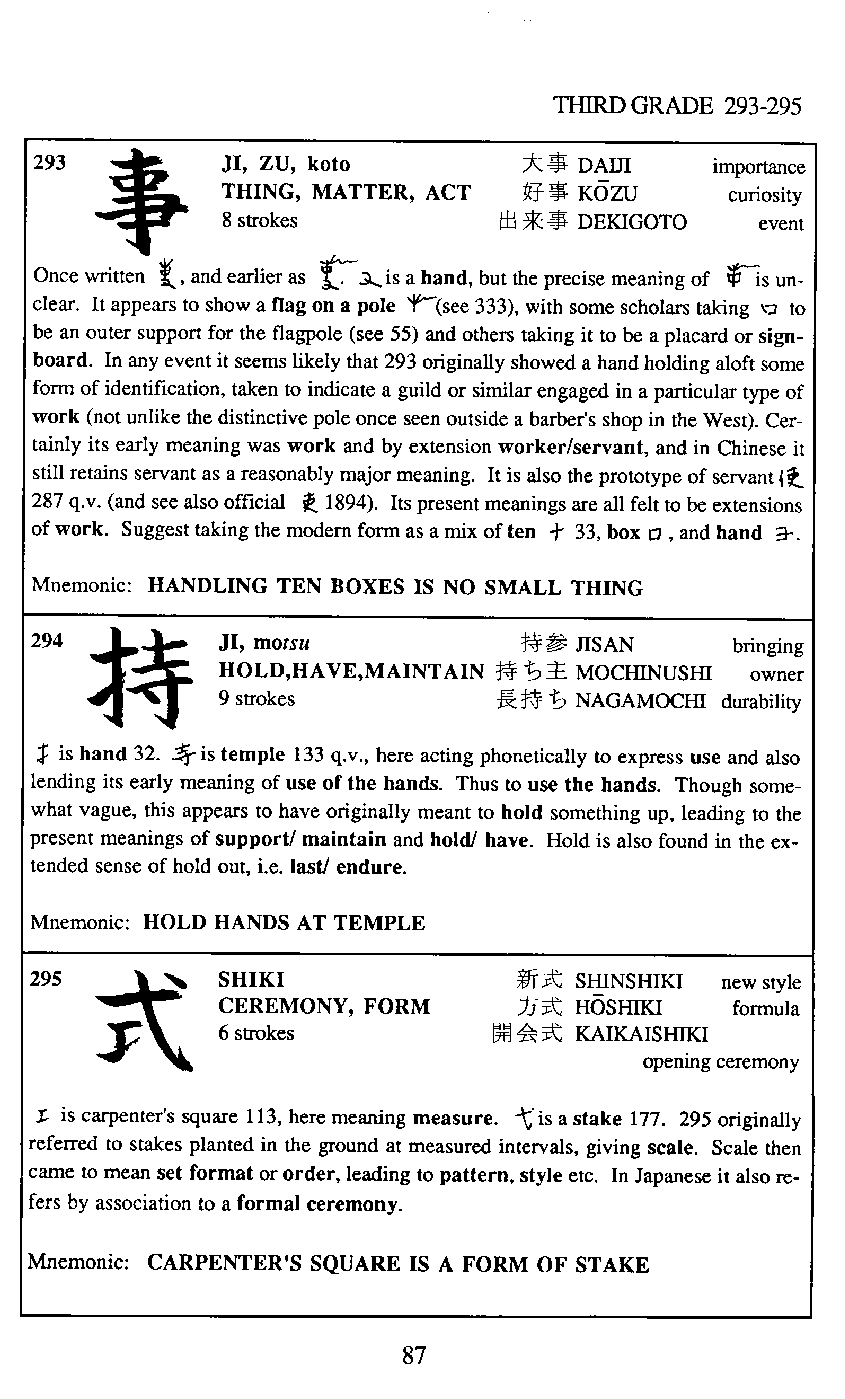 THIRD GRADE 293-295
293 事 JI, ZU, koto 大事 DAIJI importance
THING, MATTER, ACT 好事 KŌZU curiosity
8 strokes 出来事 DEKIGOTO event
Once written , and earlier as . is a hand, but the precise meaning of is un-
clear. It appears to show a flag on a pole (see 333), with some scholars taking to
be an outer support for the flagpole (see 55) and others taking it to be a placard or sign-
board. In any event it seems likely that 293 originally showed a hand holding aloft some
form of identification, taken to indicate a guild or similar engaged in a particular type of
work (not unlike the distinctive pole once seen outside a barber's shop in the West). Cer-
tainly its early meaning was work and by extension worker/servant, and in Chinese it
still retains servant as a reasonably major meaning. It is also the prototype of servant
287 q.v. (and see also official 1894). Its present meanings are all felt to be extensions
of work. Suggest taking the modern form as a mix of ten 十 33, box ロ , and hand ヨ.
Mnemonic: HANDLING TEN BOXES IS NO SMALL THING
294 持 JI, motsu 持参 JISAN bringing
HOLD,HAVE,MAINTAIN 持ち主 MOCHINUSHI owner
9 strokes 長持ち NAGAMOCHI durability
扌 is hand 32. 寺 is temple 133 q.v., here acting phonetically to express use and also
lending its early meaning of use of the hands. Thus to use the hands. Though some-
what vague, this appears to have originally meant to hold something up, leading to the
present meanings of support/ maintain and hold/ have. Hold is also found in the ex-
tended sense of hold out, i.e. last/ endure.
Mnemonic: HOLD HANDS AT TEMPLE
295 式 SHIKI 新式 SHINSHIKI new style
CEREMONY, FORM 方式 HŌSHIKI formula
6 strokes 開会式 KAIKAISHIKI
opening ceremony
工 is carpenter's square 113, here meaning measure. 弋 is a stake 177. 295 originally
referred to stakes planted in the ground at measured intervals, giving scale. Scale then
came to mean set format or order, leading to pattern, style etc. In Japanese it also re-
fers by association to a formal ceremony.
Mnemonic: CARPENTER'S SQUARE IS A FORM OF STAKE
87